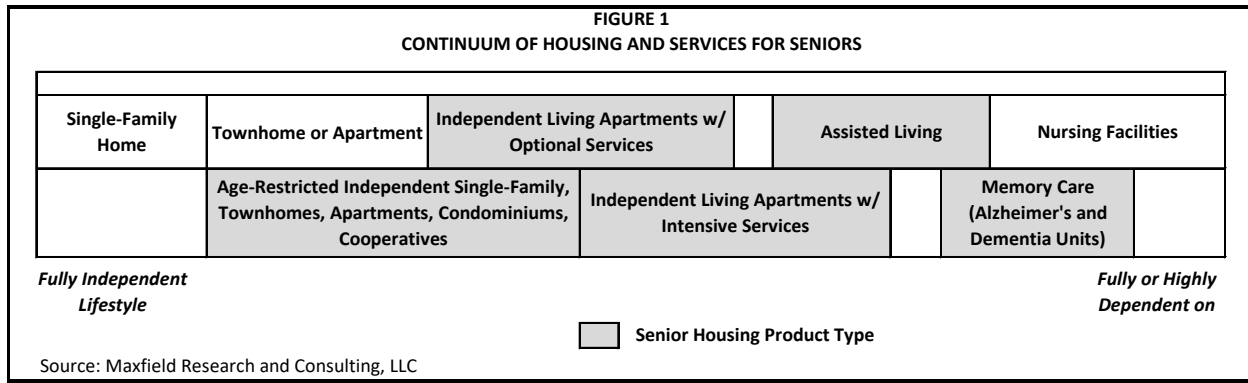 FIGURE 1
CONTINUUM OF HOUSING AND SERVICES FOR SENIORS
Single-Family
Home
Townhome or Apartment
Independent Living Apartments w/
Optional Services
Assisted Living
Nursing Facilities
Age-Restricted Independent Single-Family,
Townhomes, Apartments, Condominiums,
Cooperatives
Independent Living Apartments w/
Intensive Services
Memory Care
(Alzheimer's and
Dementia Units)
Fully Independent
Lifestyle
Fully or Highly
Dependent on
Senior Housing Product Type
Source: Maxfield Research and Consulting, LLC